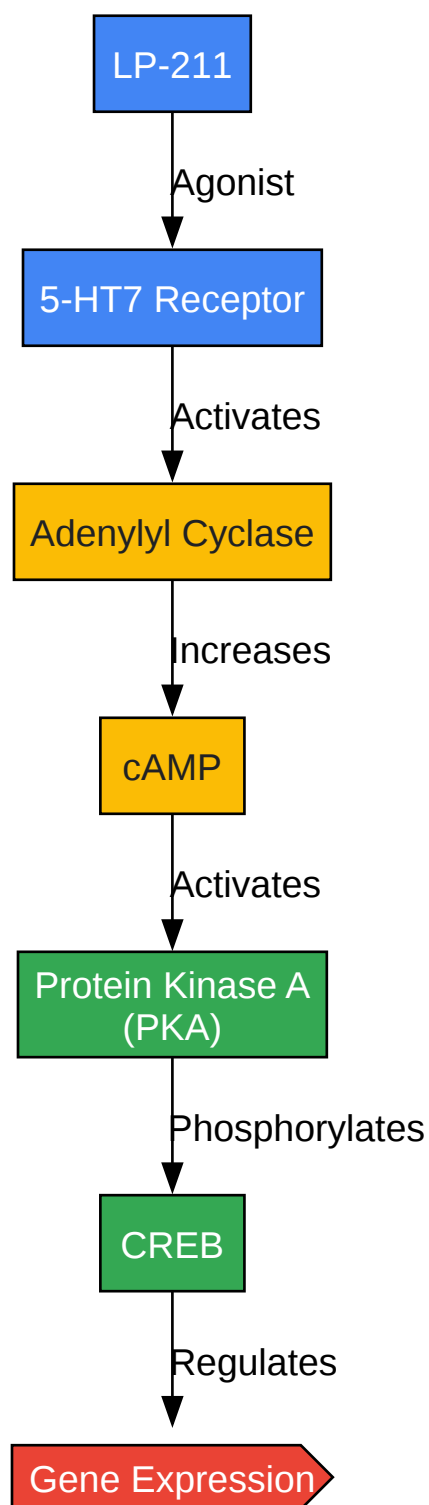 LP-211
Agonist
5-HT7 Receptor
Activates
Adenylyl Cyclase
Increases
cAMP
Activates
Protein Kinase A
(PKA)
Phosphorylates
CREB
Regulates
Gene Expression